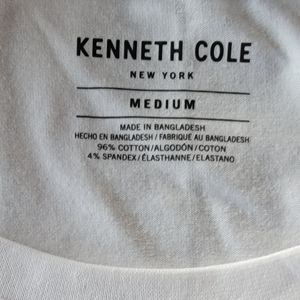 KENNETH COLE
NEW YORK
MEDIUM
MADE IN BANGLADESH
HECHO EN BANGLADESH / FABRIQUÉ AU BANGLADESH
96% COTTON/ALGODÓN/COTON
4% SPANDEX/ÉLASTHANNE/ELASTANO